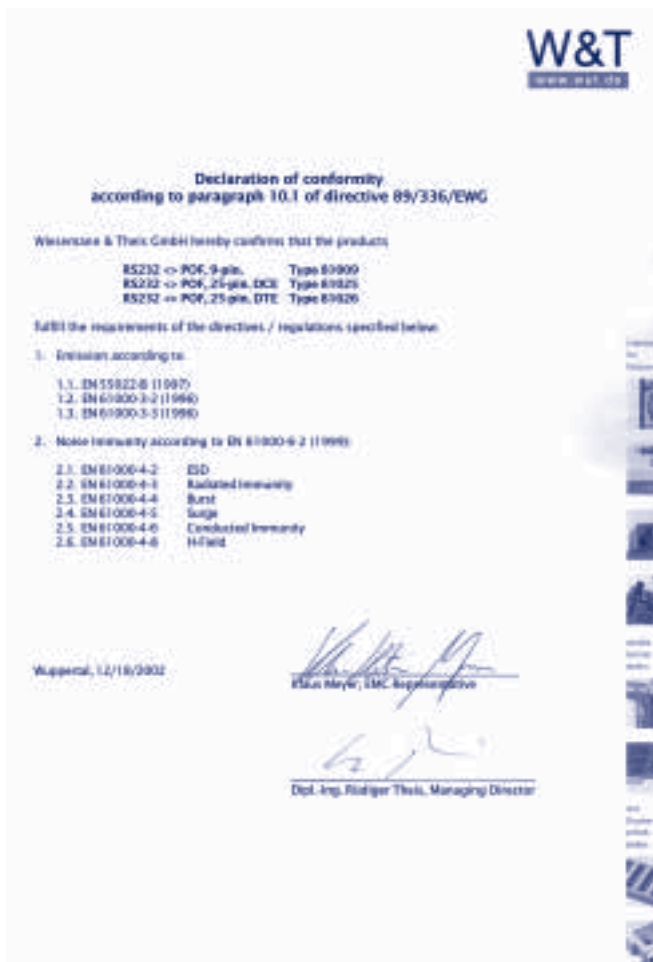 W&T
www.wut.de
Declaration of conformity
according to paragraph 10.1 of directive 89/336/EWG
Wiesemann & Theis GmbH hereby confirms that the products
RS232 <> POF, 9-pin, Type 81009
RS232 <> POF, 25-pin, DCE Type 81025
RS232 <> POF, 25-pin, DTE Type 81026
fulfill the requirements of the directives / regulations specified below.
1. Emission according to
1.1. EN 55022-B (1997)
1.2. EN 61000-3-2 (1998)
1.3. EN 61000-3-3 (1998)
2. Noise Immunity according to EN 61000-6-2 (1999):
2.1. EN 61000-4-2 ESD
2.2. EN 61000-4-3 Radiated Immunity
2.3. EN 61000-4-4 Burst
2.4. EN 61000-4-5 Surge
2.5. EN 61000-4-6 Conducted Immunity
2.6. EN 61000-4-8 H-Field
Wuppertal, 12/18/2002
Klaus Meyer, EMC-Representative
Dipl.-Ing. Rüdiger Theis, Managing Director